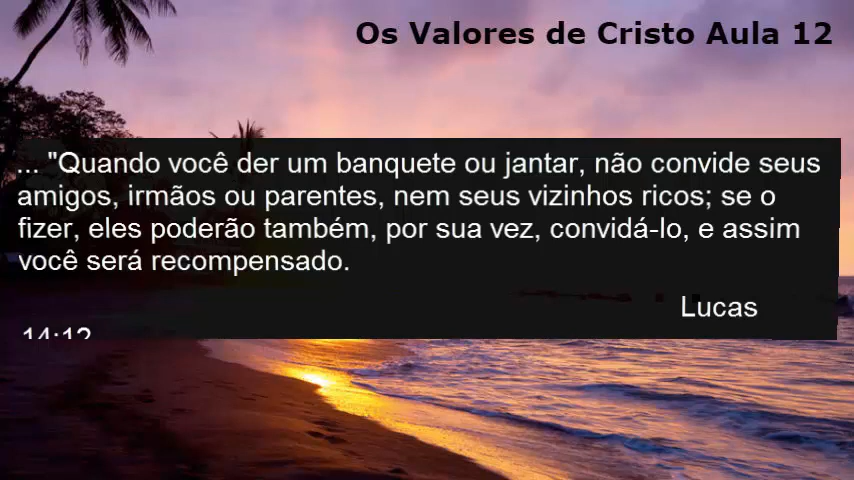 Os Valores de Cristo Aula 12
... "Quando você der um banquete ou jantar, não convide seus
amigos, irmãos ou parentes, nem seus vizinhos ricos; se o
fizer, eles poderão também, por sua vez, convidá-lo, e assim
você será recompensado.
Lucas
14:12